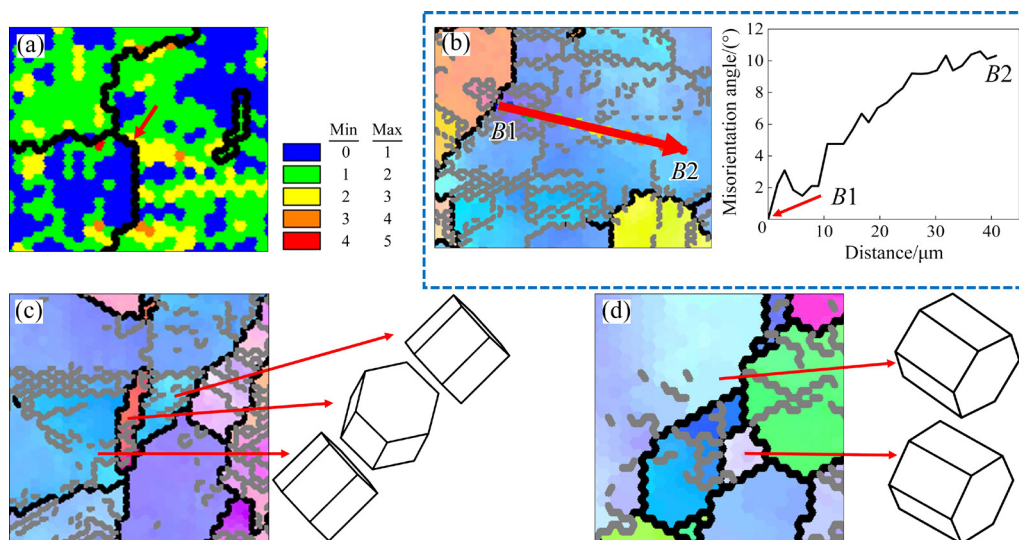 (a)
Min Max
0 1
1 2
2 3
3 4
4 5
(b)
B1
B2
Misorientation angle/(°)
12
10
8
6
4
2
0 10 20 30 40 50
B2
B1
Distance/μm
(c)
(d)